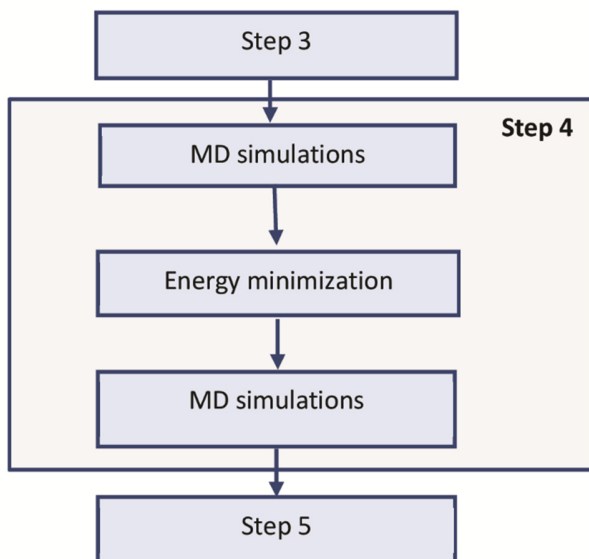 Step 3
Step 4
MD simulations
Energy minimization
MD simulations
Step 5